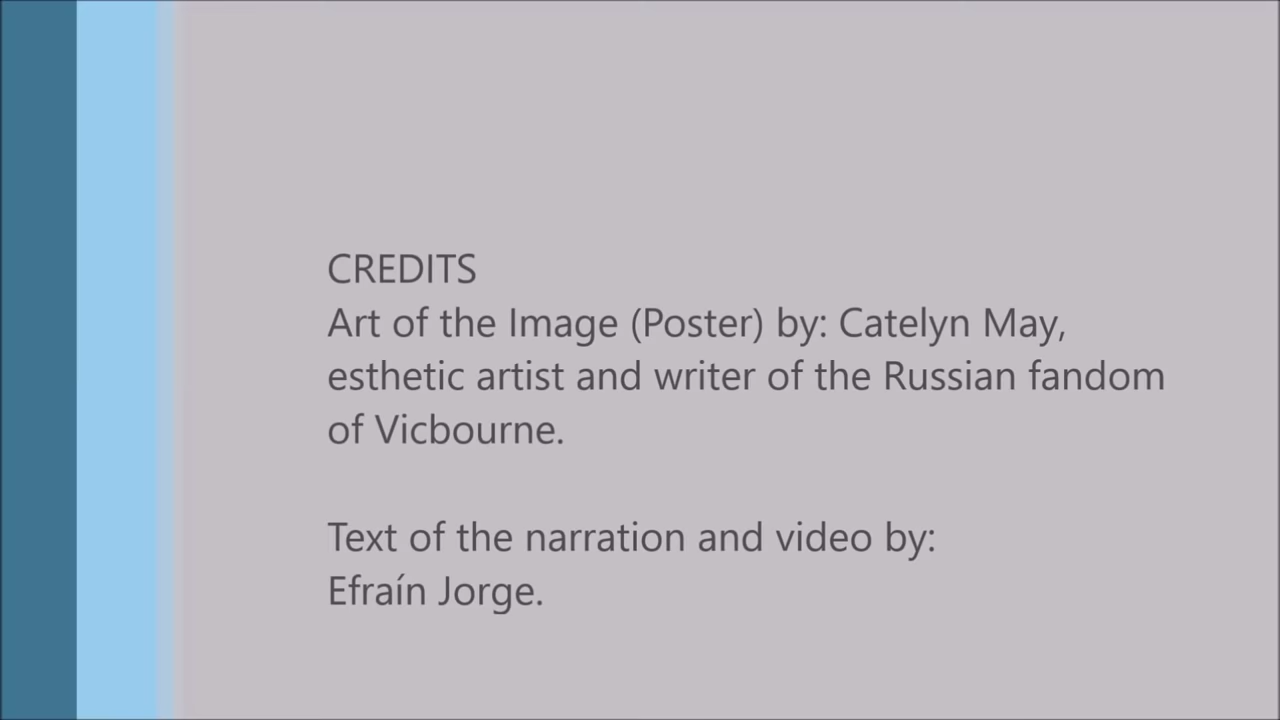 CREDITS
Art of the Image (Poster) by: Catelyn May,
esthetic artist and writer of the Russian fandom
of Vicbourne.
Text of the narration and video by:
Efraín Jorge.